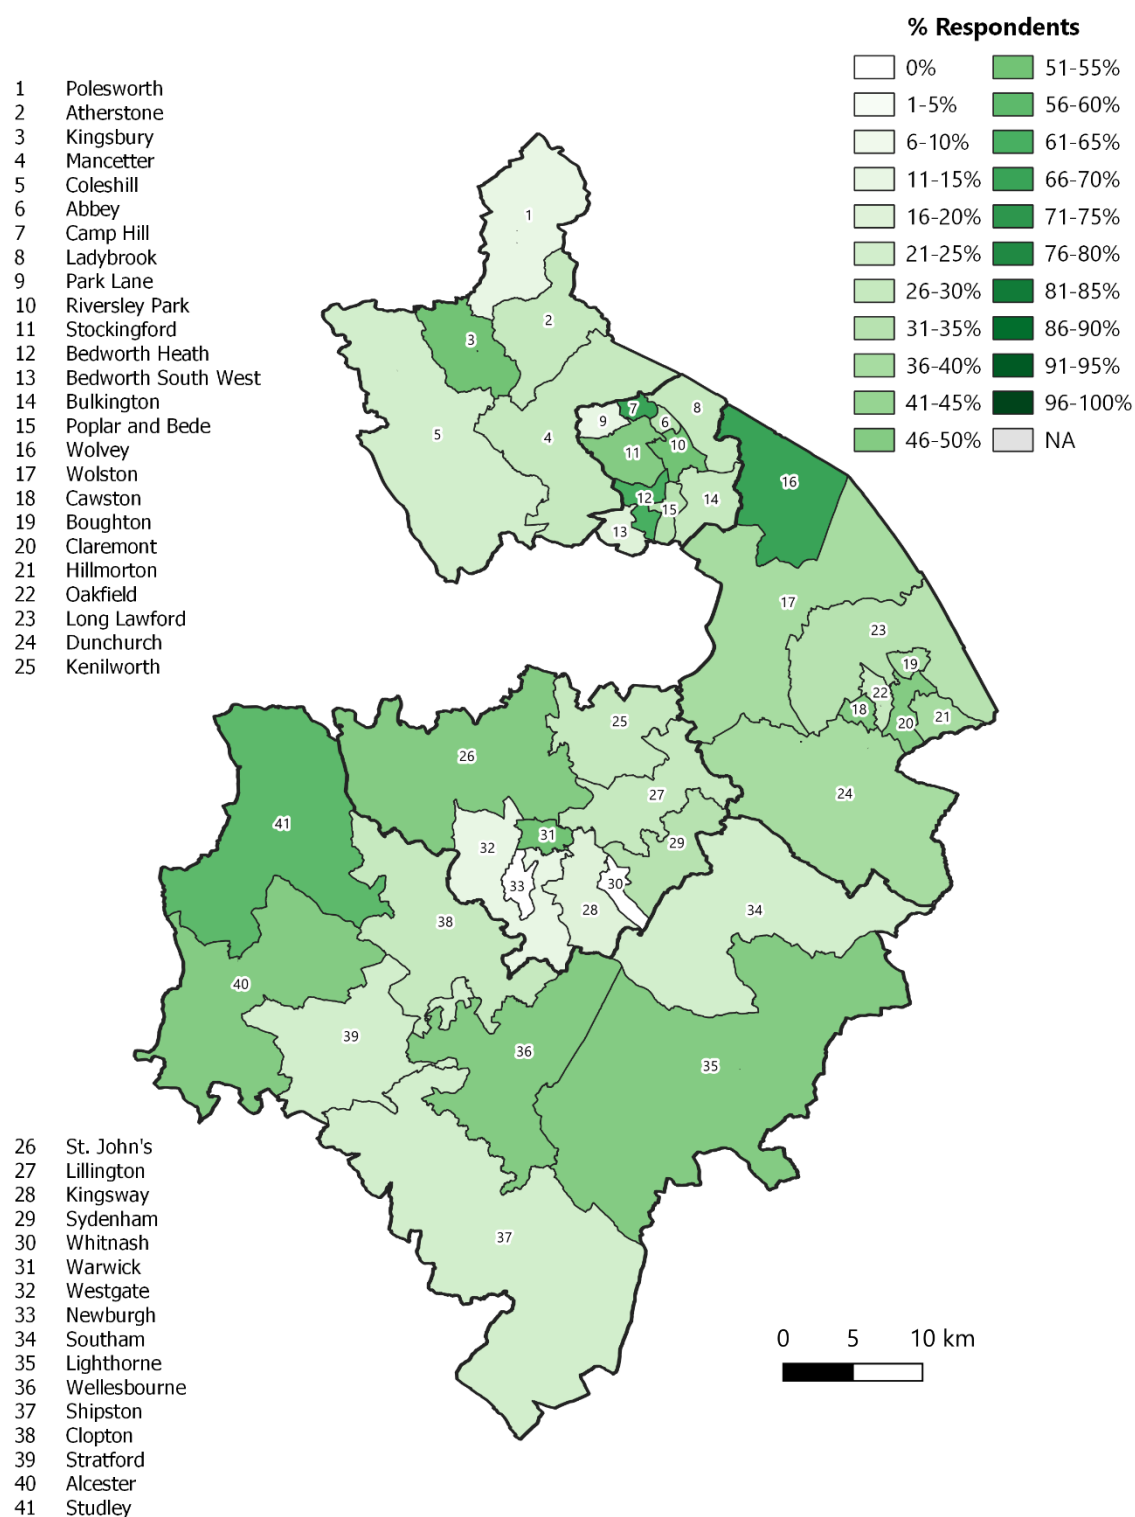 % Respondents
0%
1-5%
6-10%
11-15%
16-20%
21-25%
26-30%
31-35%
36-40%
41-45%
46-50%
51-55%
56-60%
61-65%
66-70%
71-75%
76-80%
81-85%
86-90%
91-95%
96-100%
NA
1 Polesworth
2 Atherstone
3 Kingsbury
4 Mancetter
5 Coleshill
6 Abbey
7 Camp Hill
8 Ladybrook
9 Park Lane
10 Riversley Park
11 Stockingford
12 Bedworth Heath
13 Bedworth South West
14 Bulkington
15 Poplar and Bede
16 Wolvey
17 Wolston
18 Cawston
19 Boughton
20 Claremont
21 Hillmorton
22 Oakfield
23 Long Lawford
24 Dunchurch
25 Kenilworth
1
2
3
7
8
9
6
5
4
10
11
16
12
14
15
13
17
23
19
22
18
21
20
25
26
27
24
41
31
29
32
33
30
28
34
38
40
39
36
35
37
26 St. John's
27 Lillington
28 Kingsway
29 Sydenham
30 Whitnash
31 Warwick
32 Westgate
33 Newburgh
34 Southam
35 Lighthorne
36 Wellesbourne
37 Shipston
38 Clopton
39 Stratford
40 Alcester
41 Studley
0 5 10 km